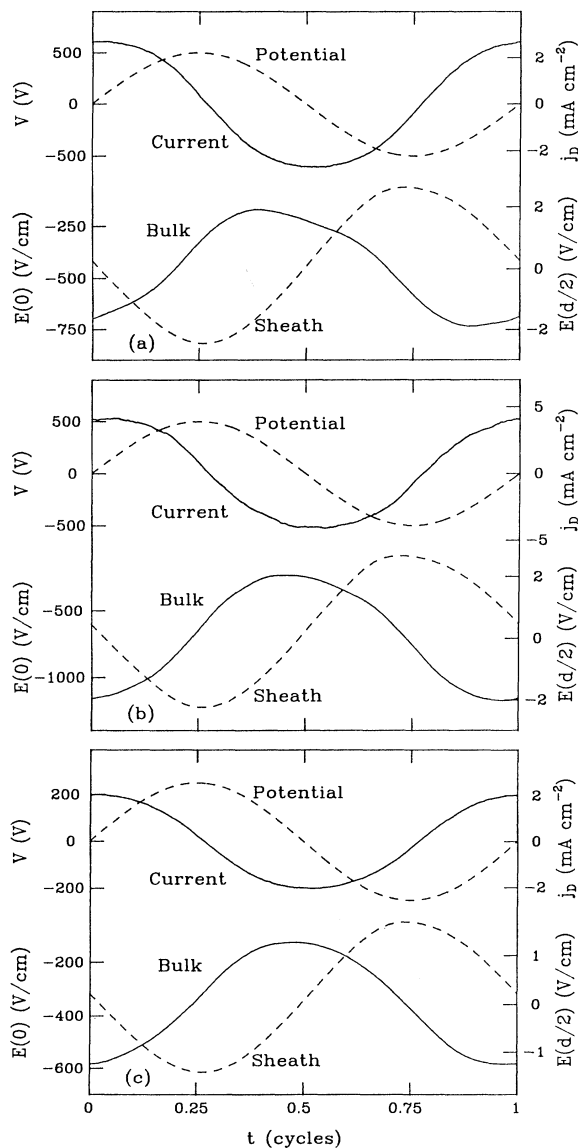 500
0
-500
V (V)
Potential
Current
2
0
-2
j_D (mA cm⁻²)
-250
-500
-750
E(0) (V/cm)
Bulk
Sheath
(a)
2
0
-2
E(d/2) (V/cm)
500
0
-500
V (V)
Potential
Current
5
0
-5
j_D (mA cm⁻²)
-500
-1000
E(0) (V/cm)
Bulk
Sheath
(b)
2
0
-2
E(d/2) (V/cm)
200
0
-200
V (V)
Potential
Current
2
0
-2
j_D (mA cm⁻²)
-200
-400
-600
E(0) (V/cm)
Bulk
Sheath
(c)
1
0
-1
E(d/2) (V/cm)
0
0.25
0.5
0.75
1
t (cycles)